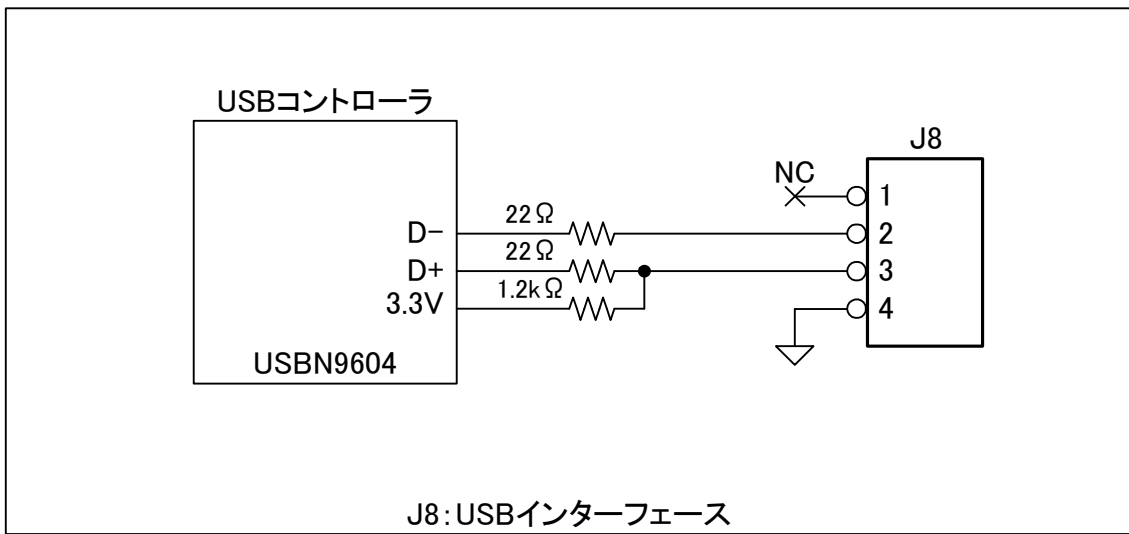 USBコントローラ
J8
NC
1
22Ω
D-
2
22Ω
D+
3
1.2kΩ
3.3V
4
USBN9604
J8:USBインターフェース